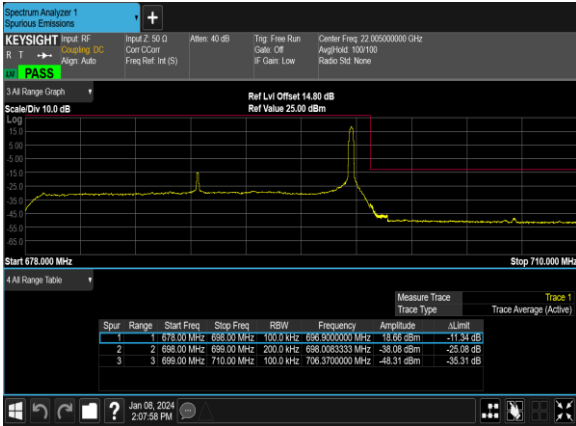 Spectrum Analyzer 1
Spurious Emissions
KEYSIGHT Input: RF Input Z: 50 Ω Atten: 40 dB Trig: Free Run Center Freq: 22.005000000 GHz
R T Coupling: DC Corr CCorr Gate: Off Avg|Hold: 100/100
Align: Auto Freq Ref: Int (S) IF Gain: Low Radio Std: None
PASS
3 All Range Graph
Ref Lvl Offset 14.80 dB
Scale/Div 10.0 dB Ref Value 25.00 dBm
Log
15.0
5.00
-5.00
-15.0
-25.0
-35.0
-45.0
-55.0
-65.0
Start 678.000 MHz Stop 710.000 MHz
4 All Range Table
Measure Trace Trace 1
Trace Type Trace Average (Active)
Spur Range Start Freq Stop Freq RBW Frequency Amplitude ΔLimit
1 1 678.00 MHz 698.00 MHz 100.0 kHz 696.9000000 MHz 18.66 dBm -11.34 dB
2 2 698.00 MHz 699.00 MHz 200.0 kHz 698.0083333 MHz -38.08 dBm -25.08 dB
3 3 699.00 MHz 710.00 MHz 100.0 kHz 706.3700000 MHz -48.31 dBm -35.31 dB
Jan 08, 2024
2:07:58 PM